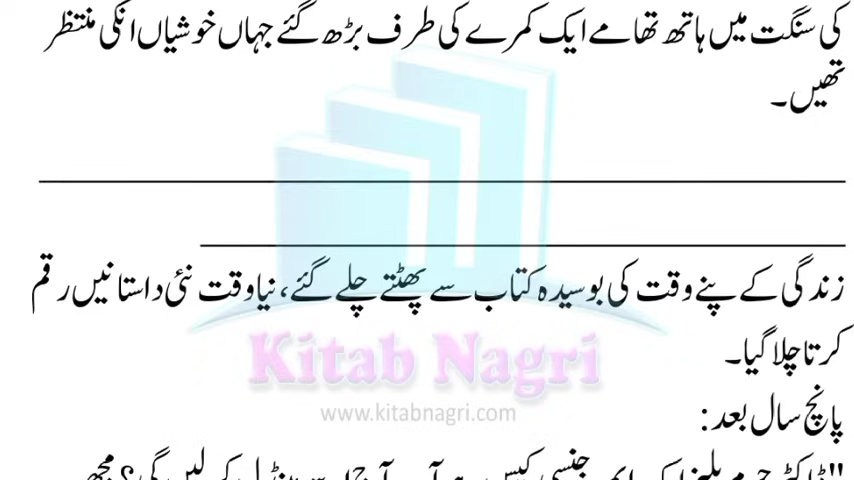 کی سنگت میں ہاتھ تھامے ایک کمرے کی طرف بڑھ گئے جہاں خوشیاں انکی منتظر
تھیں۔
زندگی کے پنے وقت کی بوسیدہ کتاب سے پھٹتے چلے گئے، نیا وقت نئی داستانیں رقم
کرتا چلا گیا۔
Kitab Nagri
www.kitabnagri.com
پانچ سال بعد: